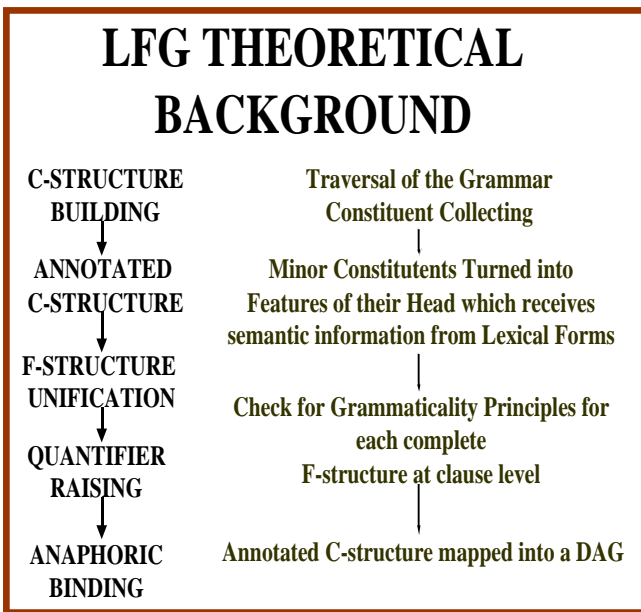 LFG THEORETICAL
BACKGROUND
C-STRUCTURE
BUILDING
ANNOTATED
C-STRUCTURE
F-STRUCTURE
UNIFICATION
QUANTIFIER
RAISING
ANAPHORIC
BINDING
Traversal of the Grammar
Constituent Collecting
Minor Constitutents Turned into
Features of their Head which receives
semantic information from Lexical Forms
Check for Grammaticality Principles for
each complete
F-structure at clause level
Annotated C-structure mapped into a DAG